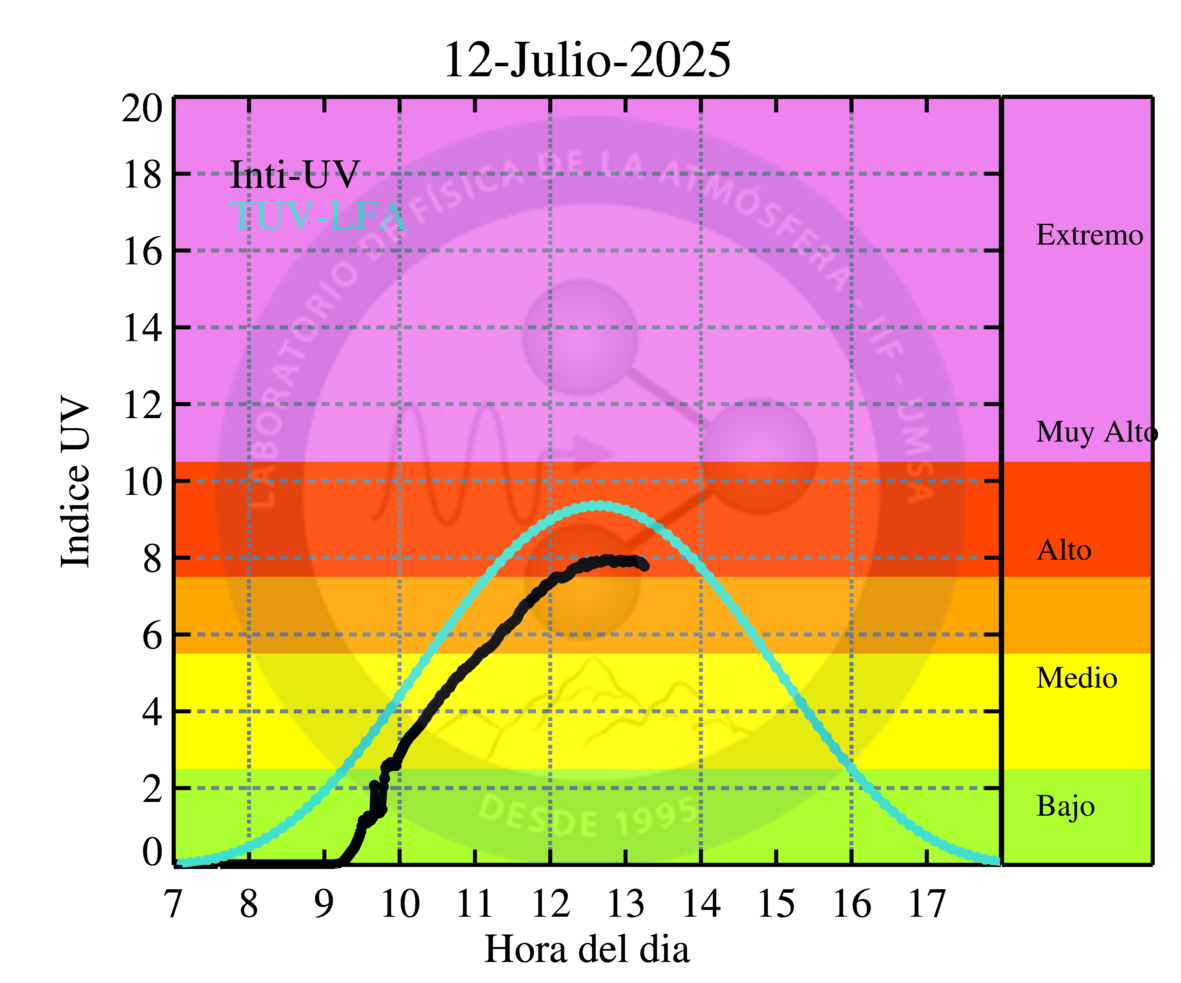 12-Julio-2025
20
18
16
14
12
10
8
6
4
2
0
Indice UV
Inti-UV
TUV-LFA
LABORATORIO DE FÍSICA DE LA ATMÓSFERA - IIF - UMSA
DESDE 1995
Extremo
Muy Alto
Alto
Medio
Bajo
7 8 9 10 11 12 13 14 15 16 17
Hora del dia